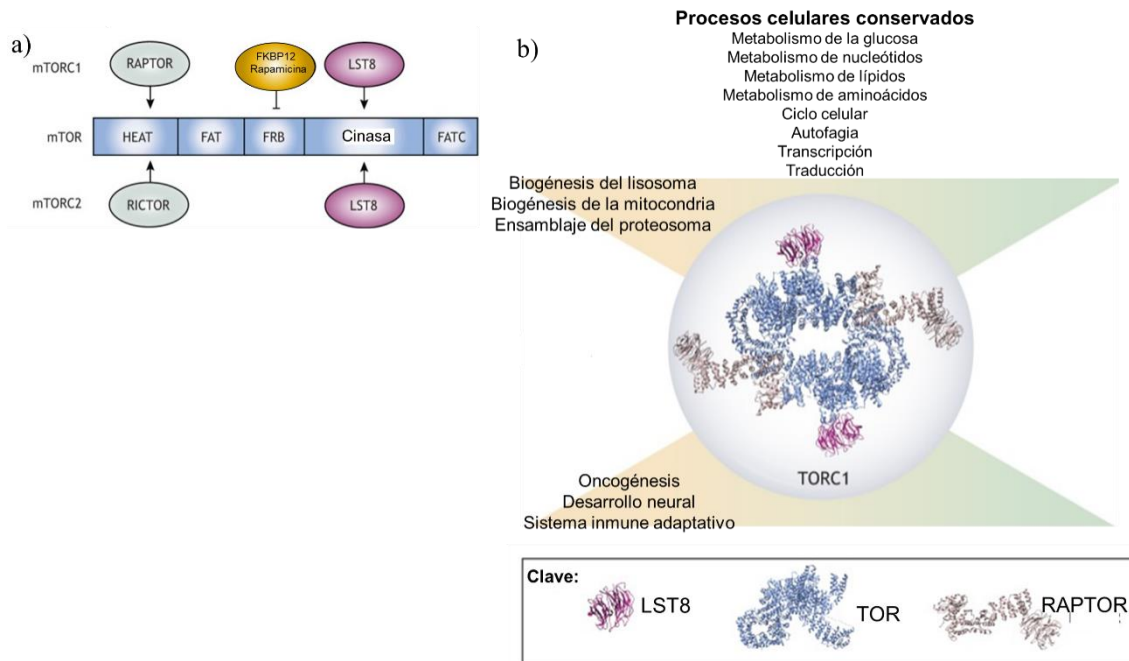 a)
mTORC1
RAPTOR
FKBP12
Rapamicina
LST8
mTOR
HEAT
FAT
FRB
Cinasa
FATC
mTORC2
RICTOR
LST8
b)
Procesos celulares conservados
Metabolismo de la glucosa
Metabolismo de nucleótidos
Metabolismo de lípidos
Metabolismo de aminoácidos
Ciclo celular
Autofagia
Transcripción
Traducción
Biogénesis del lisosoma
Biogénesis de la mitocondria
Ensamblaje del proteosoma
TORC1
Oncogénesis
Desarrollo neural
Sistema inmune adaptativo
Clave:
LST8
TOR
RAPTOR